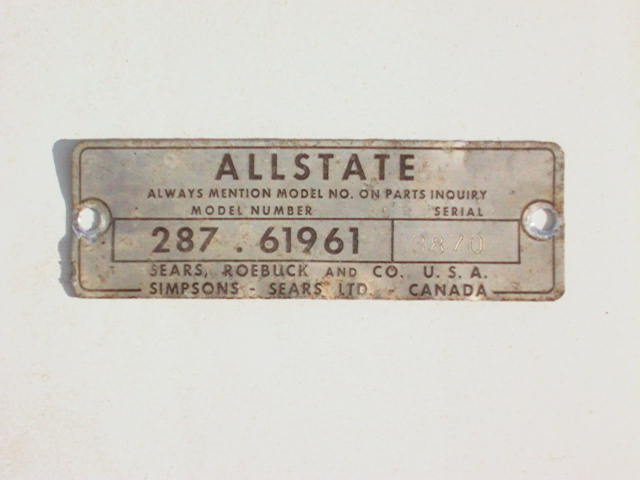 ALLSTATE
ALWAYS MENTION MODEL NO. ON PARTS INQUIRY
MODEL NUMBER SERIAL
287.61961
SEARS, ROEBUCK AND CO. U.S.A.
SIMPSONS - SEARS LTD. - CANADA